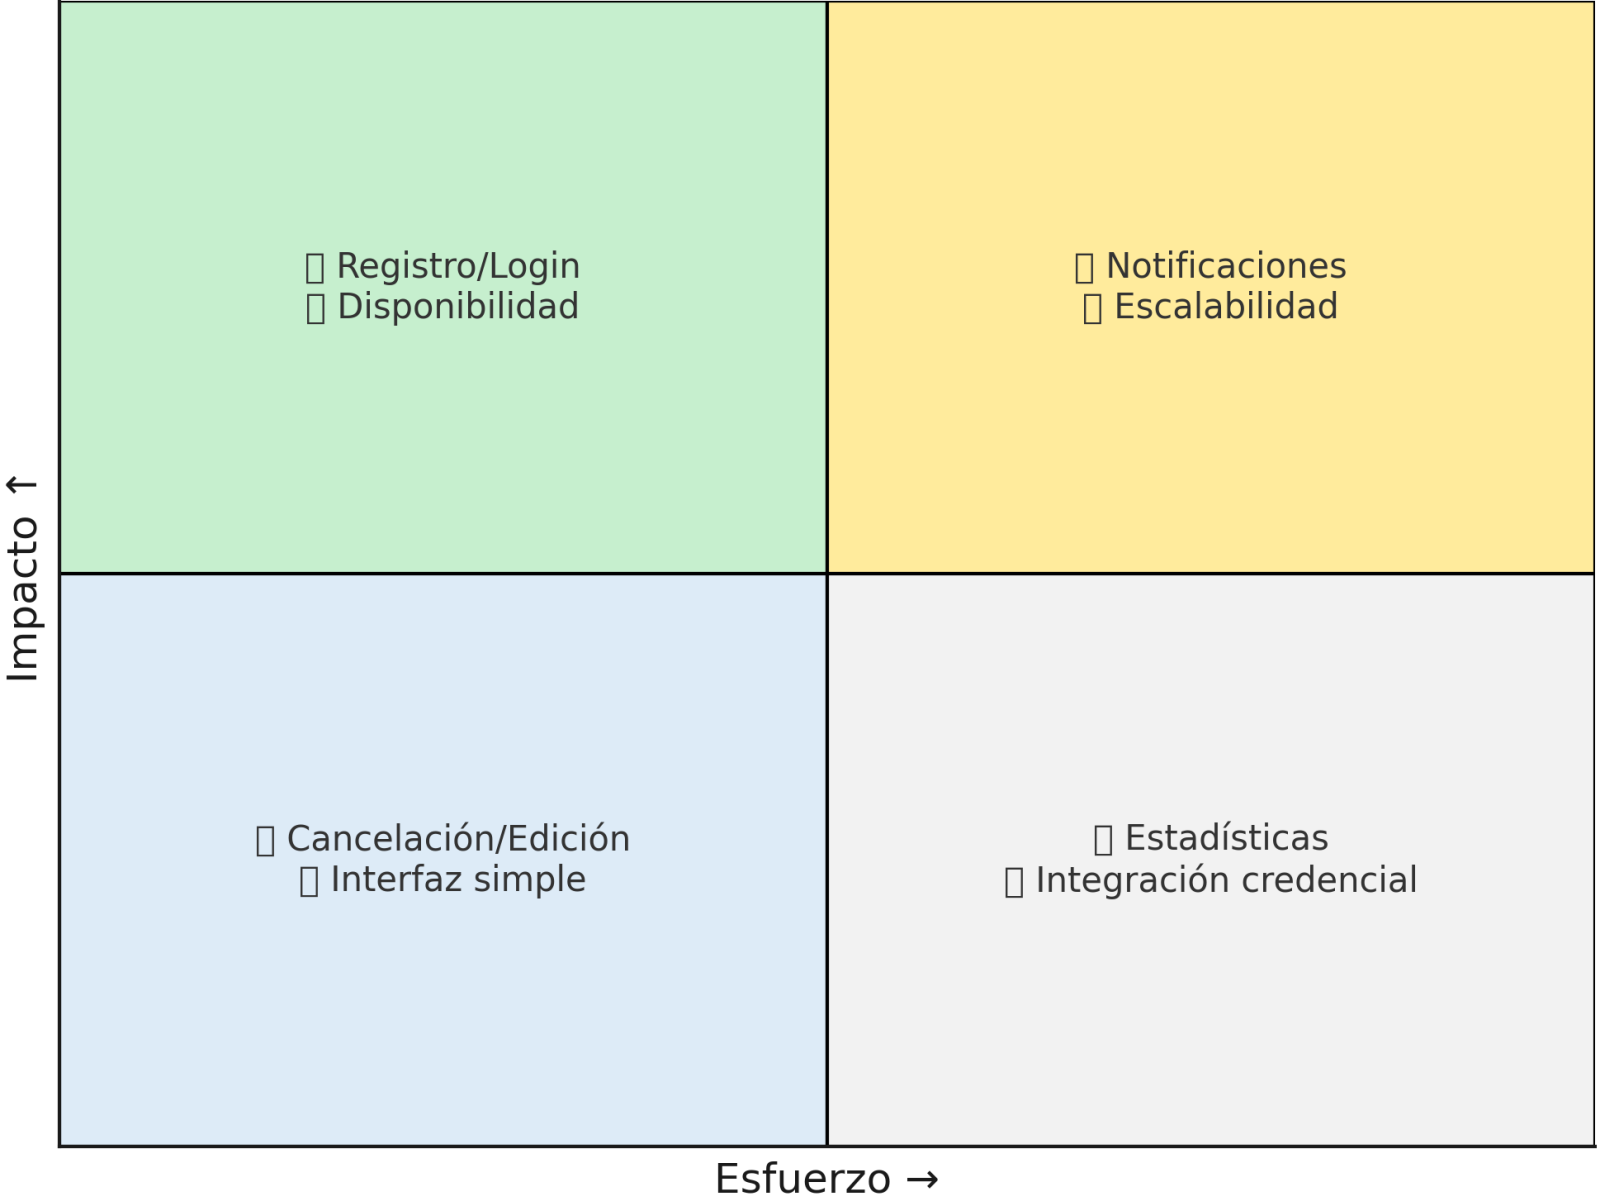 ▯ Registro/Login
▯ Disponibilidad
▯ Notificaciones
▯ Escalabilidad
Impacto ↑
▯ Cancelación/Edición
▯ Interfaz simple
▯ Estadísticas
▯ Integración credencial
Esfuerzo →